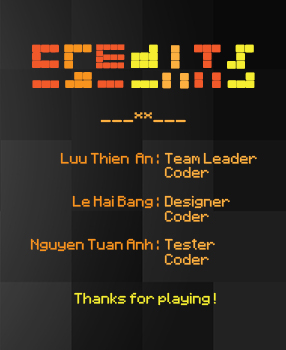 CREDITS
___**___
Luu Thien An: Team Leader
Coder
Le Hai Bang: Designer
Coder
Nguyen Tuan Anh: Tester
Coder
Thanks for playing!